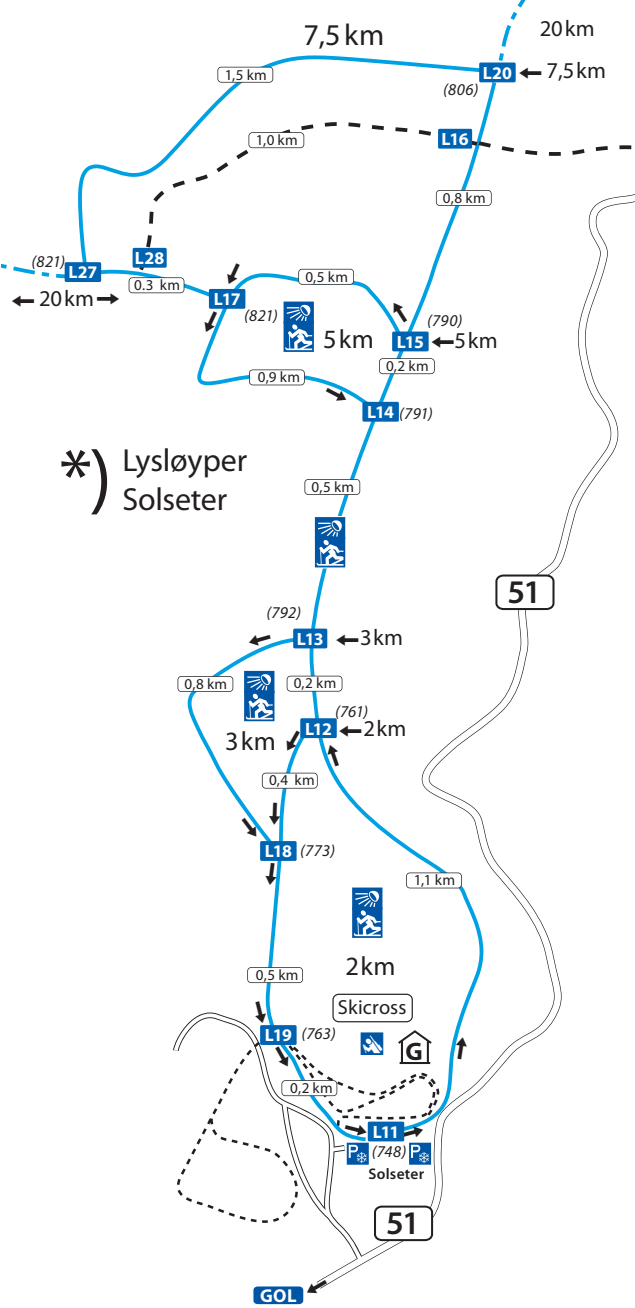 20 km
7,5 km
1,5 km
L20
7,5 km
(806)
L16
1,0 km
0,8 km
(821)
L28
L27
0.3 km
0,5 km
20 km
L17
(821)
(790)
5 km
L15
5 km
0,2 km
0,9 km
L14
(791)
*) Lysløyper
Solseter
0,5 km
51
(792)
L13
3 km
0,8 km
0,2 km
(761)
3 km
L12
2 km
0,4 km
L18
(773)
1,1 km
2 km
0,5 km
Skicross
L19
(763)
G
0,2 km
L11
P
(748)
P
Solseter
51
GOL